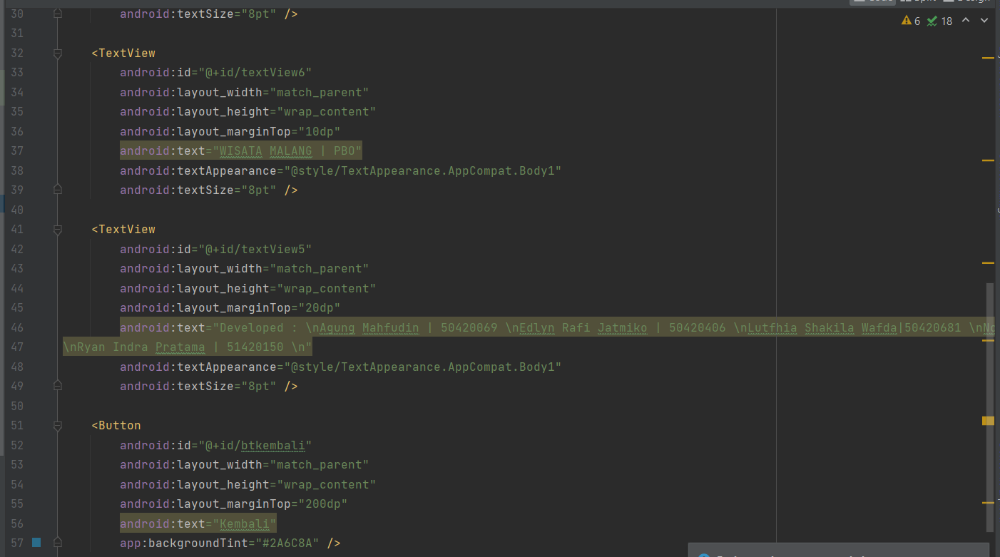 30 android:textSize="8pt" />
6 18
31
32 <TextView
33 android:id="@+id/textView6"
34 android:layout_width="match_parent"
35 android:layout_height="wrap_content"
36 android:layout_marginTop="10dp"
37 android:text="WISATA MALANG | PBO"
38 android:textAppearance="@style/TextAppearance.AppCompat.Body1"
39 android:textSize="8pt" />
40
41 <TextView
42 android:id="@+id/textView5"
43 android:layout_width="match_parent"
44 android:layout_height="wrap_content"
45 android:layout_marginTop="20dp"
46 android:text="Developed : \nAgung Mahfudin | 50420069 \nEdlyn Rafi Jatmiko | 50420406 \nLutfhia Shakila Wafda|50420681
47 \nRyan Indra Pratama | 51420150 \n"
48 android:textAppearance="@style/TextAppearance.AppCompat.Body1"
49 android:textSize="8pt" />
50
51 <Button
52 android:id="@+id/btkembali"
53 android:layout_width="match_parent"
54 android:layout_height="wrap_content"
55 android:layout_marginTop="200dp"
56 android:text="Kembali"
57 app:backgroundTint="#2A6C8A" />